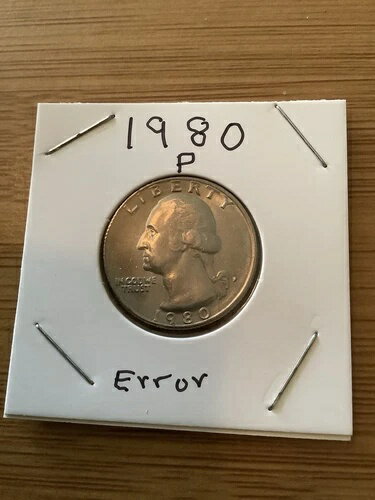 1980
P
LIBERTY
IN GOD WE
TRUST
P
1980
Error